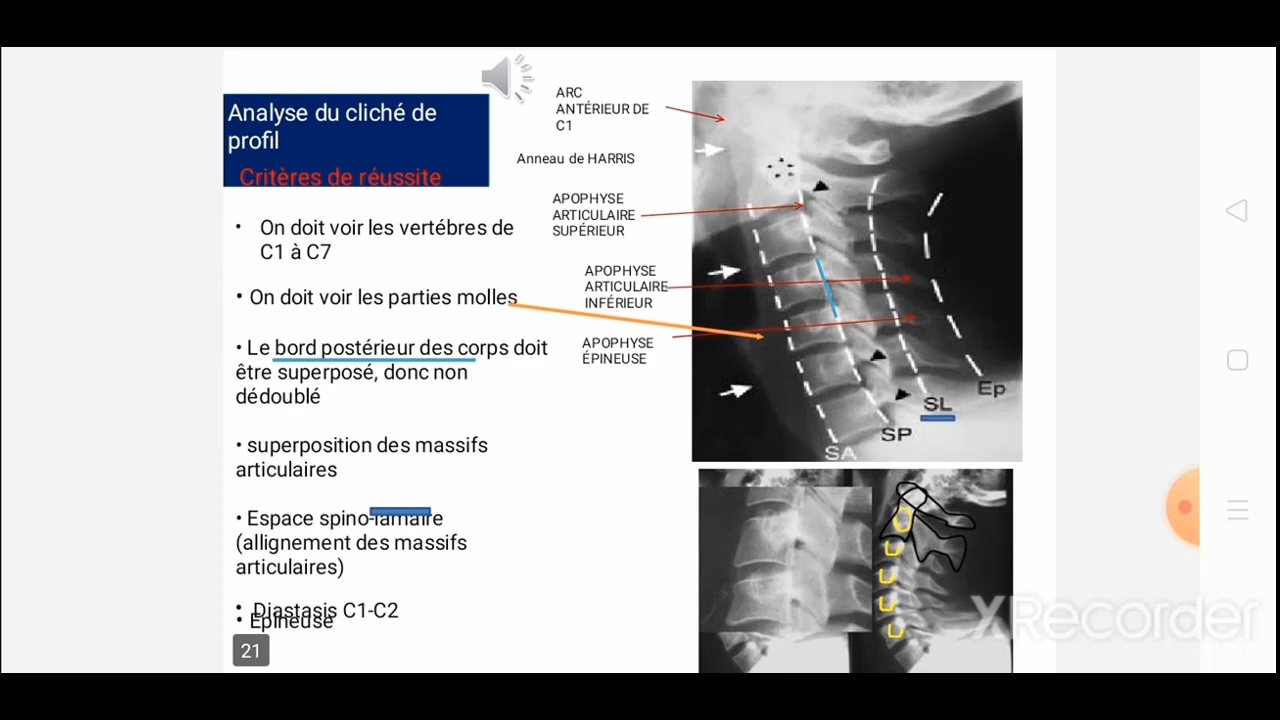 Analyse du cliché de
profil
Critères de réussite
• On doit voir les vertébres de
C1 à C7
• On doit voir les parties molles
• Le bord postérieur des corps doit
être superposé, donc non
dédoublé
• superposition des massifs
articulaires
• Espace spino-lamaire
(allignement des massifs
articulaires)
• Diastasis C1-C2
• Epineuse
21
ARC
ANTÉRIEUR DE
C1
Anneau de HARRIS
APOPHYSE
ARTICULAIRE
SUPÉRIEUR
APOPHYSE
ARTICULAIRE
INFÉRIEUR
APOPHYSE
ÉPINEUSE
Ep
SL
SP
SA
XRecorder